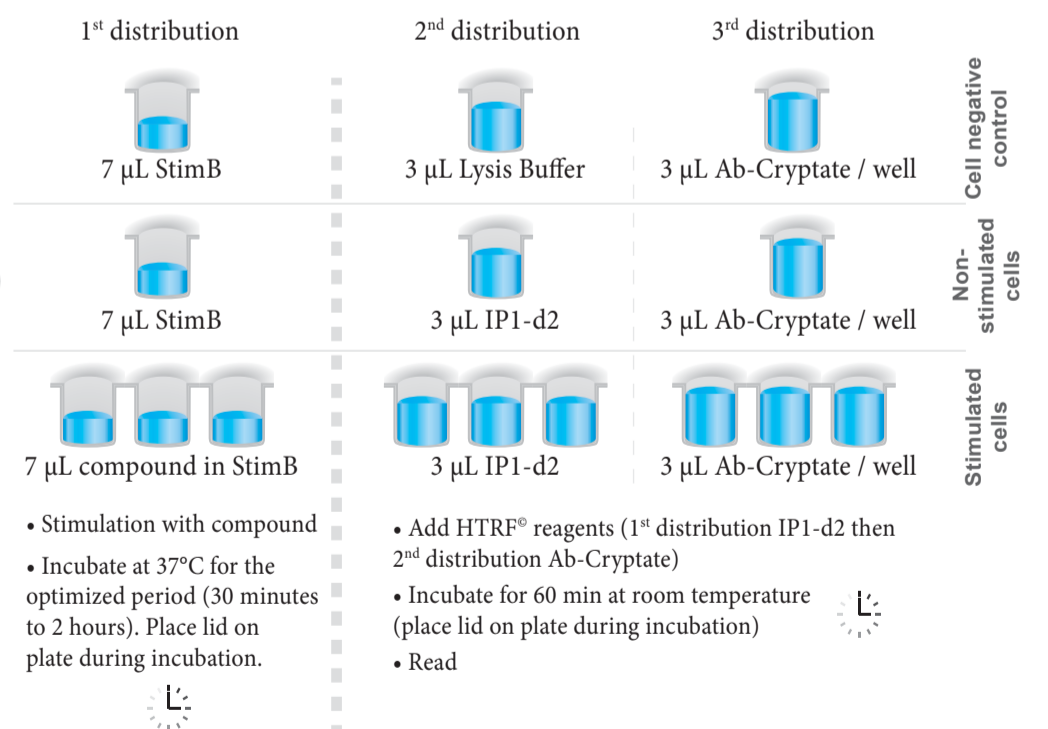 1st distribution
2nd distribution
3rd distribution
7 μL StimB
3 μL Lysis Buffer
3 μL Ab-Cryptate / well
Cell negative
control
7 μL StimB
3 μL IP1-d2
3 μL Ab-Cryptate / well
Non-
stimulated
cells
7 μL compound in StimB
3 μL IP1-d2
3 μL Ab-Cryptate / well
Stimulated
cells
• Stimulation with compound
• Incubate at 37°C for the
optimized period (30 minutes
to 2 hours). Place lid on
plate during incubation.
• Add HTRF© reagents (1st distribution IP1-d2 then
2nd distribution Ab-Cryptate)
• Incubate for 60 min at room temperature
(place lid on plate during incubation)
• Read